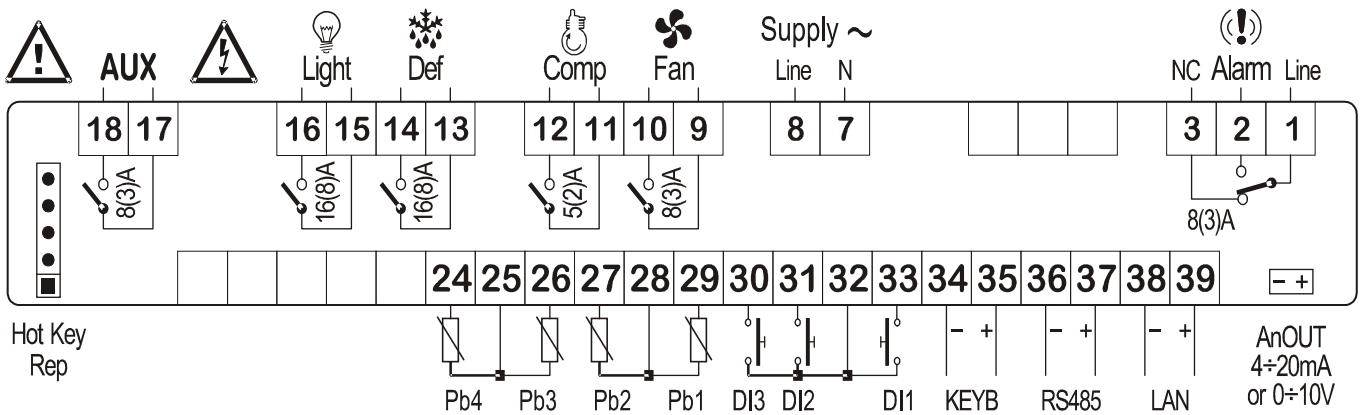 AUX Light Def Comp Fan Supply ~ NC Alarm Line
Line N
18 17 16 15 14 13 12 11 10 9 8 7 3 2 1
8(3)A 16(8)A 16(8)A 5(2)A 8(3)A 8(3)A
24 25 26 27 28 29 30 31 32 33 34 35 36 37 38 39 - +
- + - + - +
Hot Key
Rep
Pb4 Pb3 Pb2 Pb1 DI3 DI2 DI1 KEYB RS485 LAN
AnOUT
4÷20mA
or 0÷10V